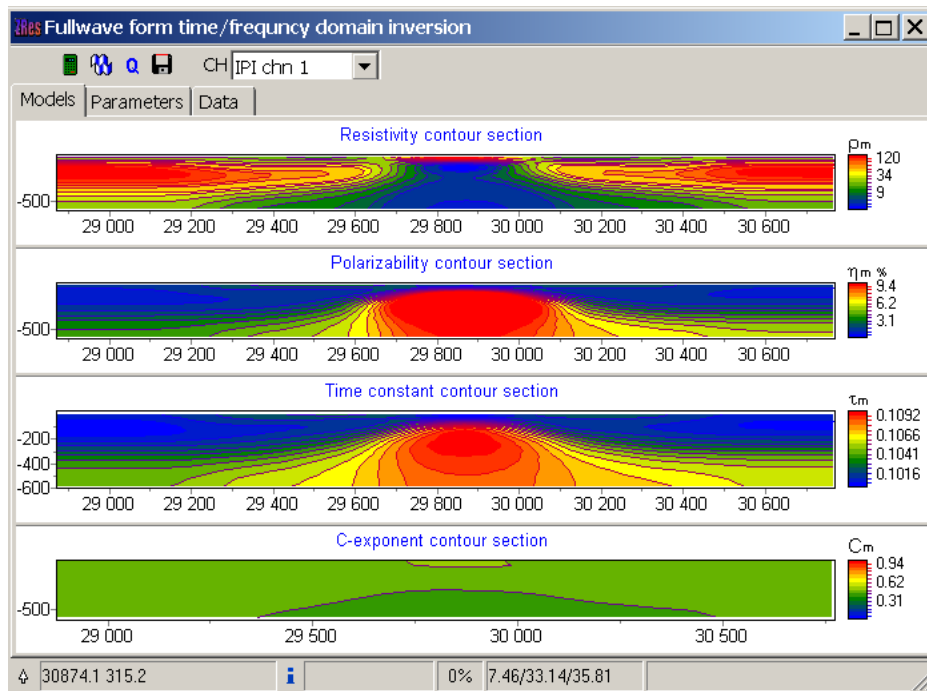 zRes Fullwave form time/frequncy domain inversion
Q CH IPI chn 1
Models Parameters Data
Resistivity contour section
ρm
120
34
9
-500
29 000 29 200 29 400 29 600 29 800 30 000 30 200 30 400 30 600
Polarizability contour section
ηm %
9.4
6.2
3.1
-500
29 000 29 200 29 400 29 600 29 800 30 000 30 200 30 400 30 600
Time constant contour section
τm
0.1092
0.1066
0.1041
0.1016
-200
-400
-600
29 000 29 200 29 400 29 600 29 800 30 000 30 200 30 400 30 600
C-exponent contour section
Cm
0.94
0.62
0.31
-500
29 000 29 500 30 000 30 500
30874.1 315.2 i 0% 7.46/33.14/35.81